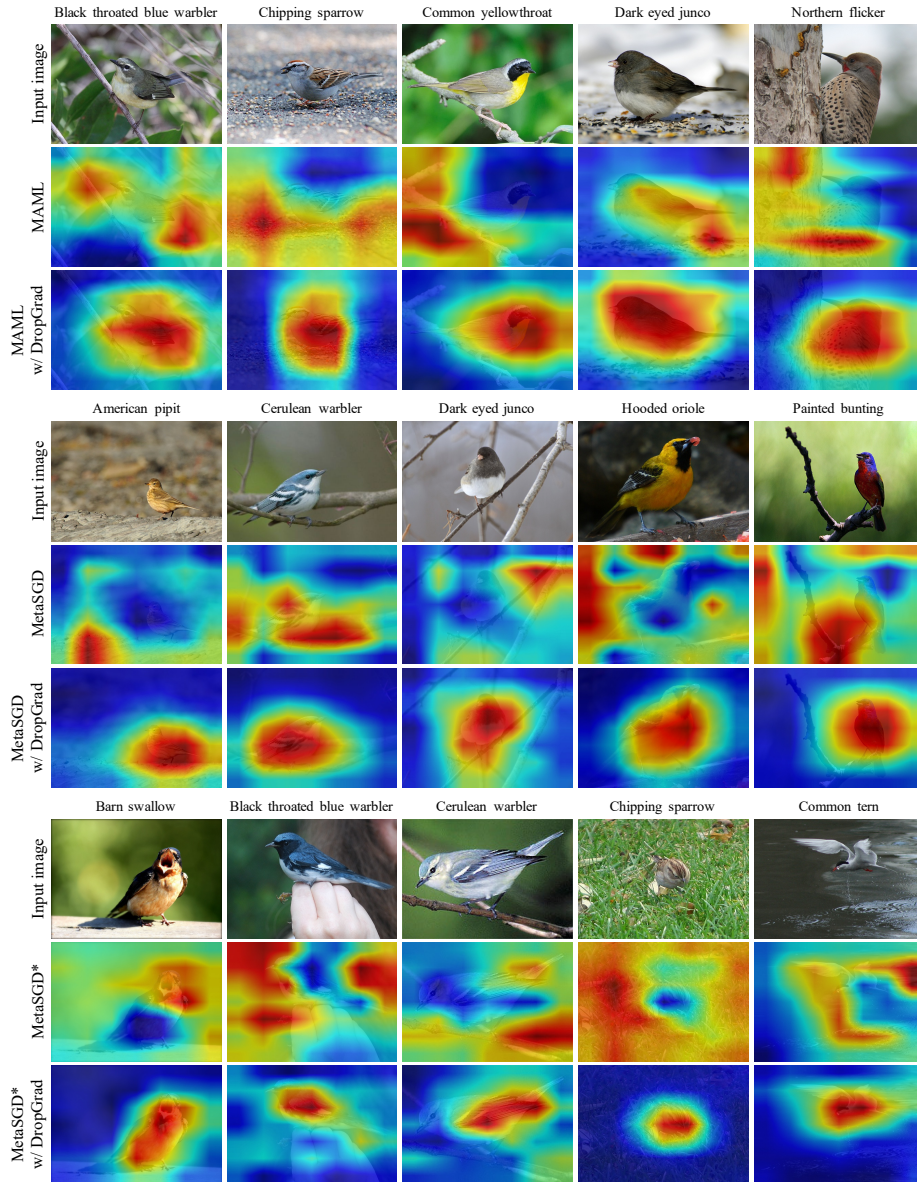 Black throated blue warbler
Chipping sparrow
Common yellowthroat
Dark eyed junco
Northern flicker
Input image
MAML
MAML
w/ DropGrad
American pipit
Cerulean warbler
Dark eyed junco
Hooded oriole
Painted bunting
Input image
MetaSGD
MetaSGD
w/ DropGrad
Barn swallow
Black throated blue warbler
Cerulean warbler
Chipping sparrow
Common tern
Input image
MetaSGD*
MetaSGD*
w/ DropGrad